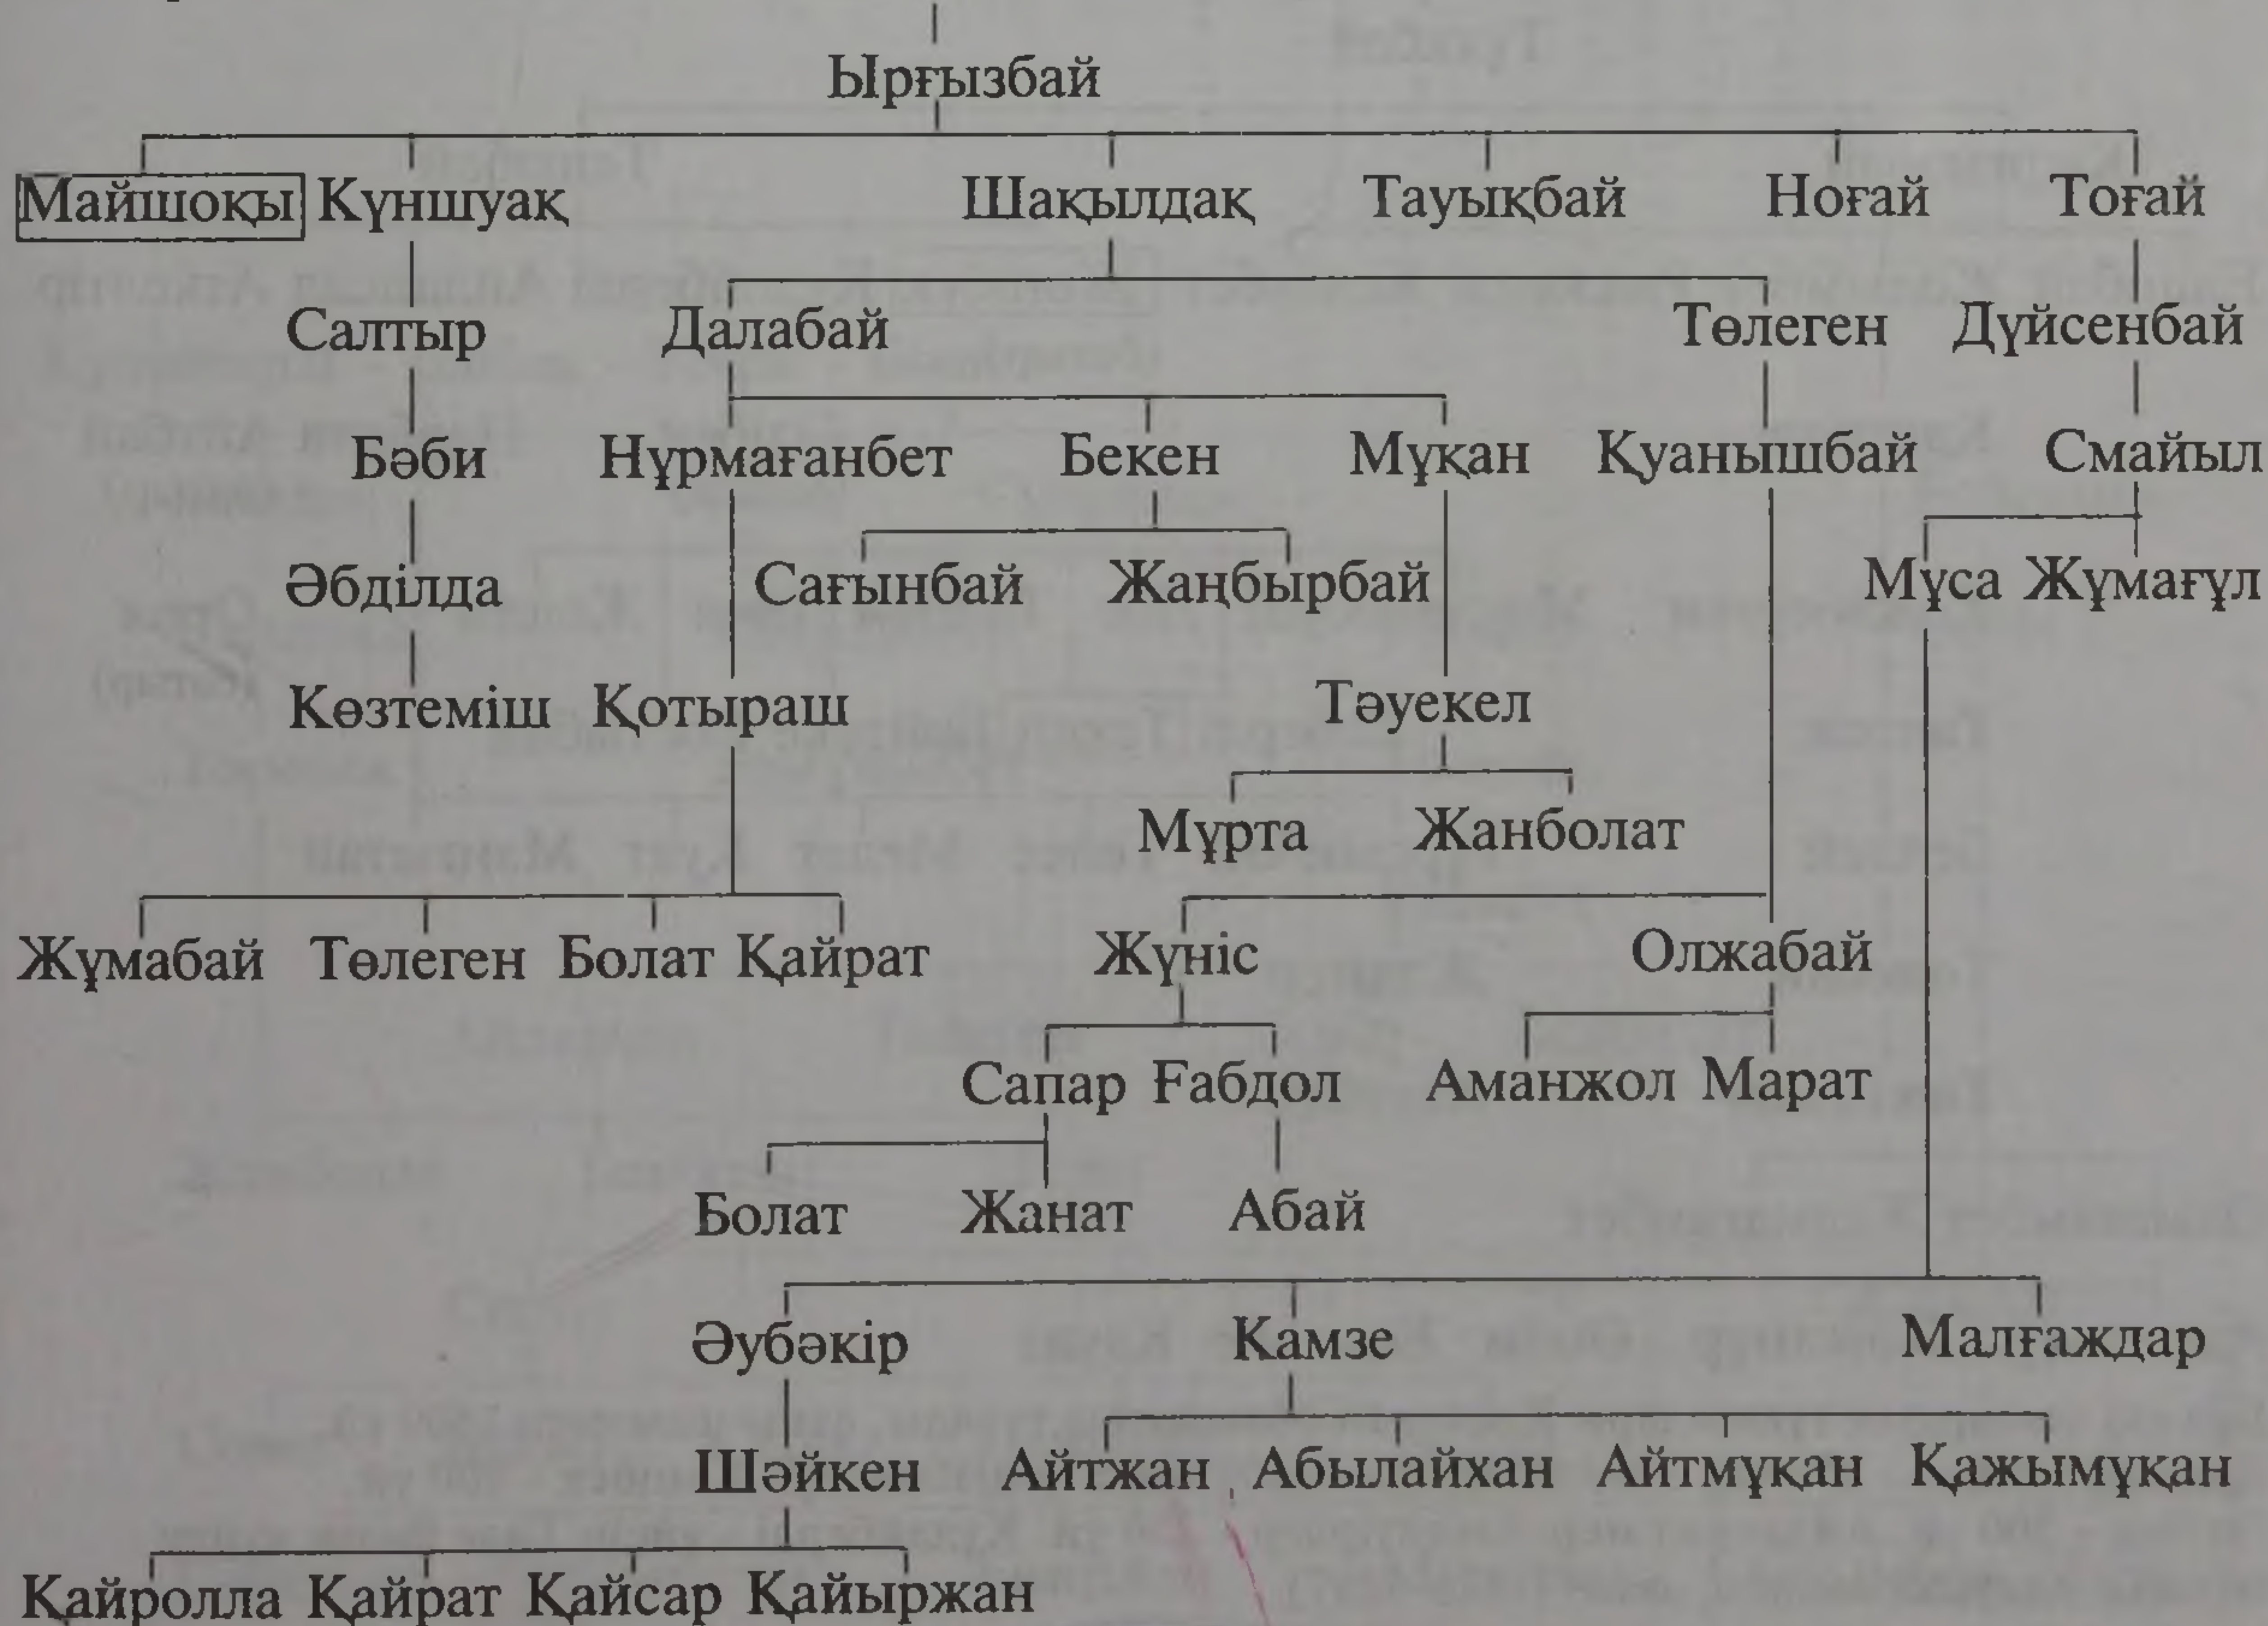 Ырғызбай
Майшоқы Күншуақ Шақылдақ Тауықбай Ноғай Тоғай
Салтыр Далабай Төлеген Дүйсенбай
Бәби Нұрмағанбет Бекен Мұқан Қуанышбай Смайыл
Әбділда Сағынбай Жаңбырбай Мұса Жұмағұл
Көзтеміш Қотыраш Тәуекел
Мұрта Жанболат
Жұмабай Төлеген Болат Қайрат Жүніс Олжабай
Сапар Ғабдол Аманжол Марат
Болат Жанат Абай
Әубәкір Камзе Малғаждар
Шәйкен Айтжан Абылайхан Айтмұқан Қажымұқан
Қайролла Қайрат Қайсар Қайыржан